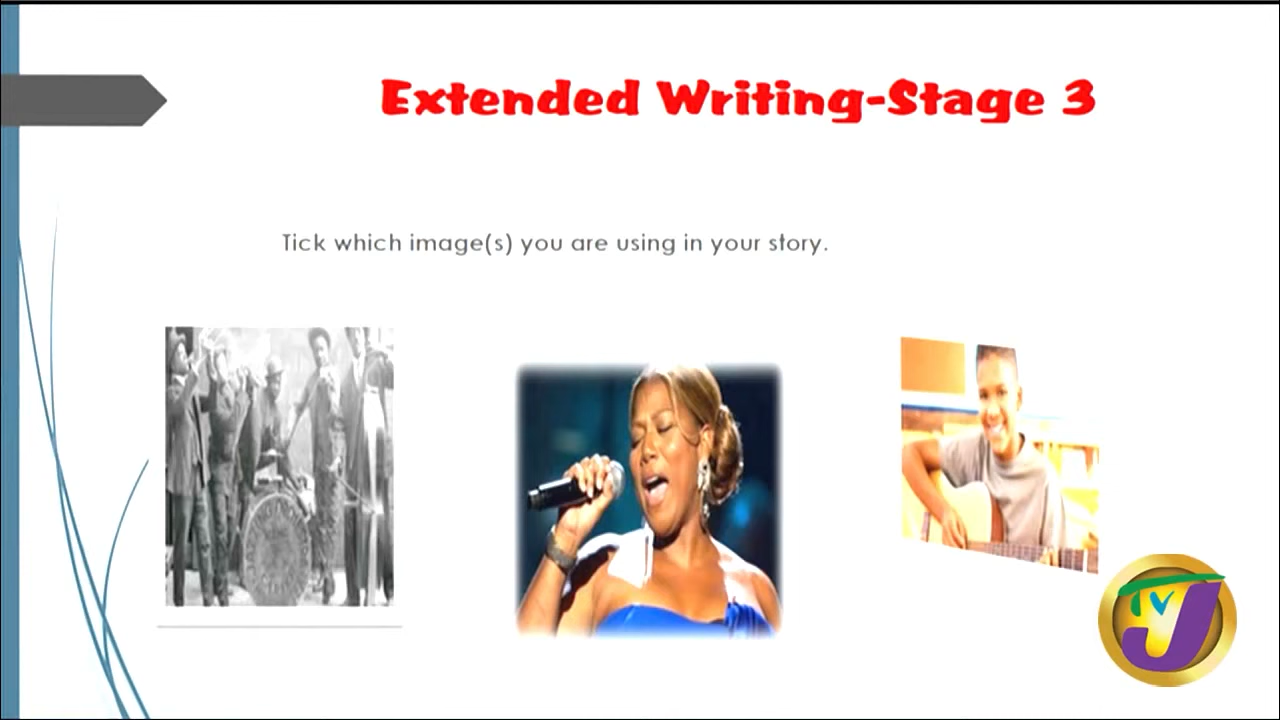 Extended Writing-Stage 3
Tick which image(s) you are using in your story.
TVJ